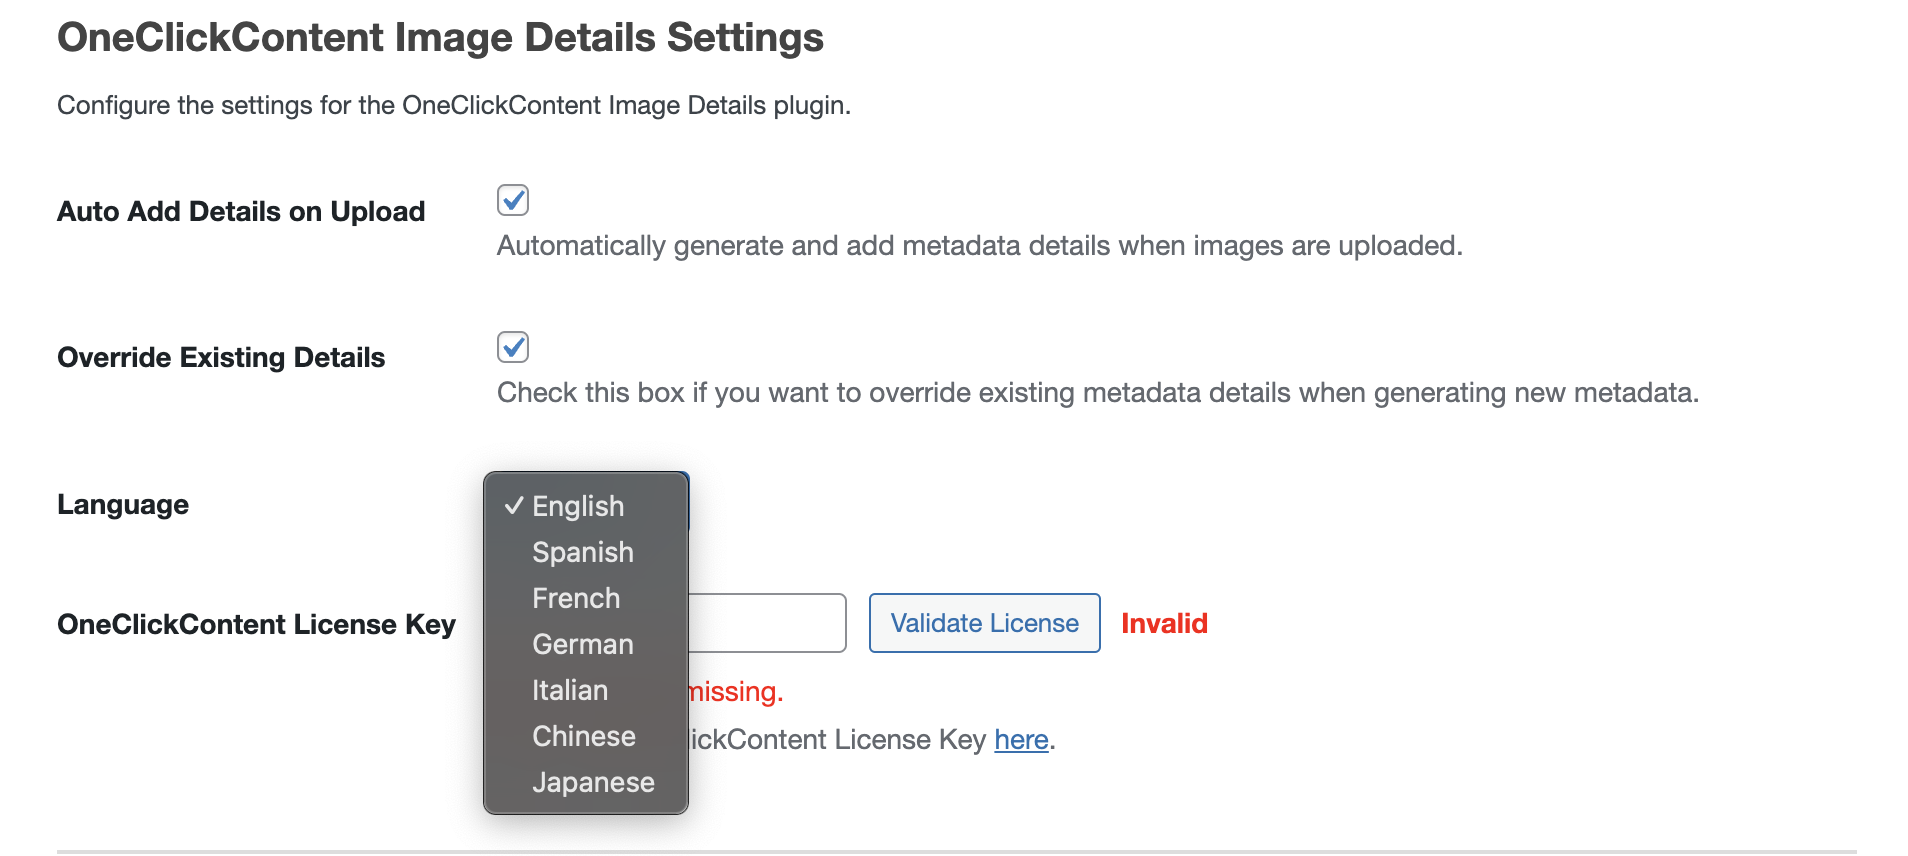 OneClickContent Image Details Settings
Configure the settings for the OneClickContent Image Details plugin.
Auto Add Details on Upload
Automatically generate and add metadata details when images are uploaded.
Override Existing Details
Check this box if you want to override existing metadata details when generating new metadata.
Language
English
Spanish
French
German
Italian
Chinese
Japanese
OneClickContent License Key
Validate License
Invalid
missing.
License Key here.